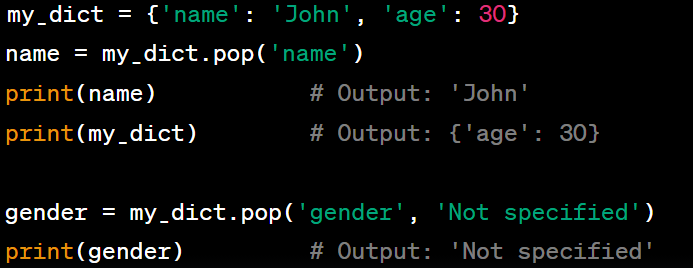 my_dict = {'name': 'John', 'age': 30}
name = my_dict.pop('name')
print(name)           # Output: 'John'
print(my_dict)        # Output: {'age': 30}

gender = my_dict.pop('gender', 'Not specified')
print(gender)         # Output: 'Not specified'